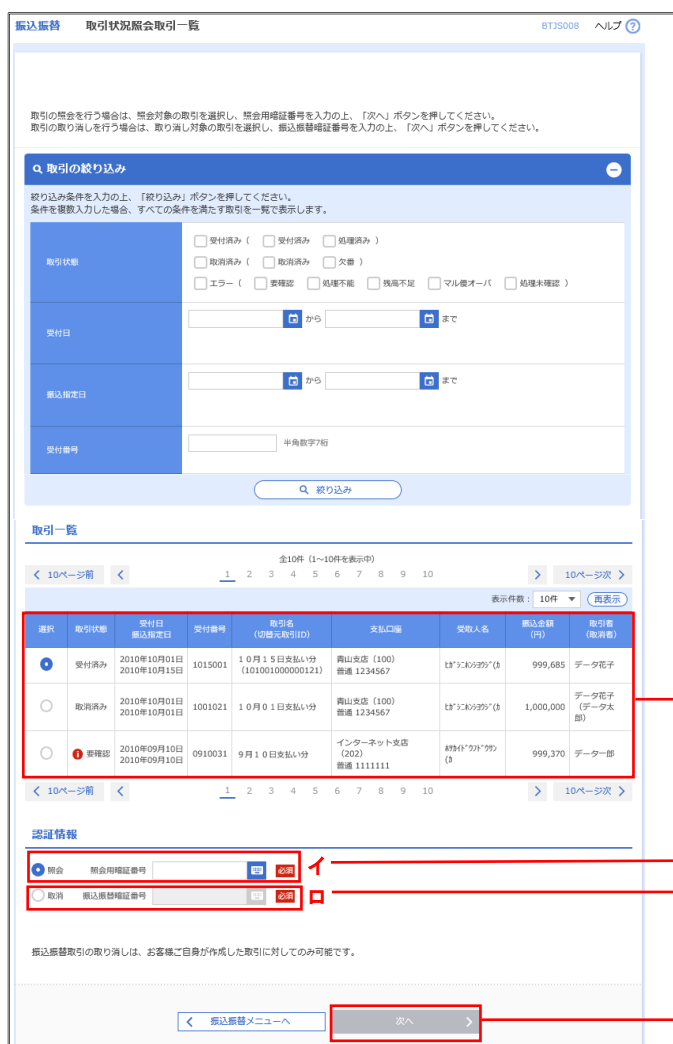 振込振替 取引状況照会取引一覧 BTJS008 ヘルプ ?
取引の照会を行う場合は、照会対象の取引を選択し、照会用暗証番号を入力の上、「次へ」ボタンを押してください。
取引の取り消しを行う場合は、取り消し対象の取引を選択し、振込振替暗証番号を入力の上、「次へ」ボタンを押してください。
取引の絞り込み
絞り込み条件を入力の上、「絞り込み」ボタンを押してください。
条件を複数入力した場合、すべての条件を満たす取引を一覧で表示します。
取引状態
受付済み ( 受付済み 処理済み )
取消済み ( 取消済み 欠番 )
エラー ( 要確認 処理不能 残高不足 マル優オーバ 処理未確認 )
受付日 から まで
振込指定日 から まで
受付番号 半角数字7桁
絞り込み
取引一覧
全10件 (1～10件を表示中)
10ページ前 1 2 3 4 5 6 7 8 9 10 10ページ次
表示件数: 10件 再表示
選択 取引状態 受付日 振込指定日 受付番号 取引名 (切替元取引ID) 支払口座 受取人名 振込金額 (円) 取引者 (取消者)
受付済み 2010年10月01日 2010年10月15日 1015001 10月15日支払い分 (101001000000121) 青山支店 (100) 普通 1234567 ﾋｶﾞｼﾆﾎﾝｼｮｳｼﾞ(ｶ 999,685 データ花子
取消済み 2010年10月01日 2010年10月01日 1001021 10月01日支払い分 青山支店 (100) 普通 1234567 ﾋｶﾞｼﾆﾎﾝｼｮｳｼﾞ(ｶ 1,000,000 データ花子 (データ太郎)
要確認 2010年09月10日 2010年09月10日 0910031 9月10日支払い分 インターネット支店 (202) 普通 1111111 999,370 データ一郎
10ページ前 1 2 3 4 5 6 7 8 9 10 10ページ次
認証情報
照会 照会用暗証番号 必須 イ
取消 振込振替暗証番号 必須 ロ
振込振替取引の取り消しは、お客様ご自身が作成した取引に対してのみ可能です。
振込振替メニューへ 次へ